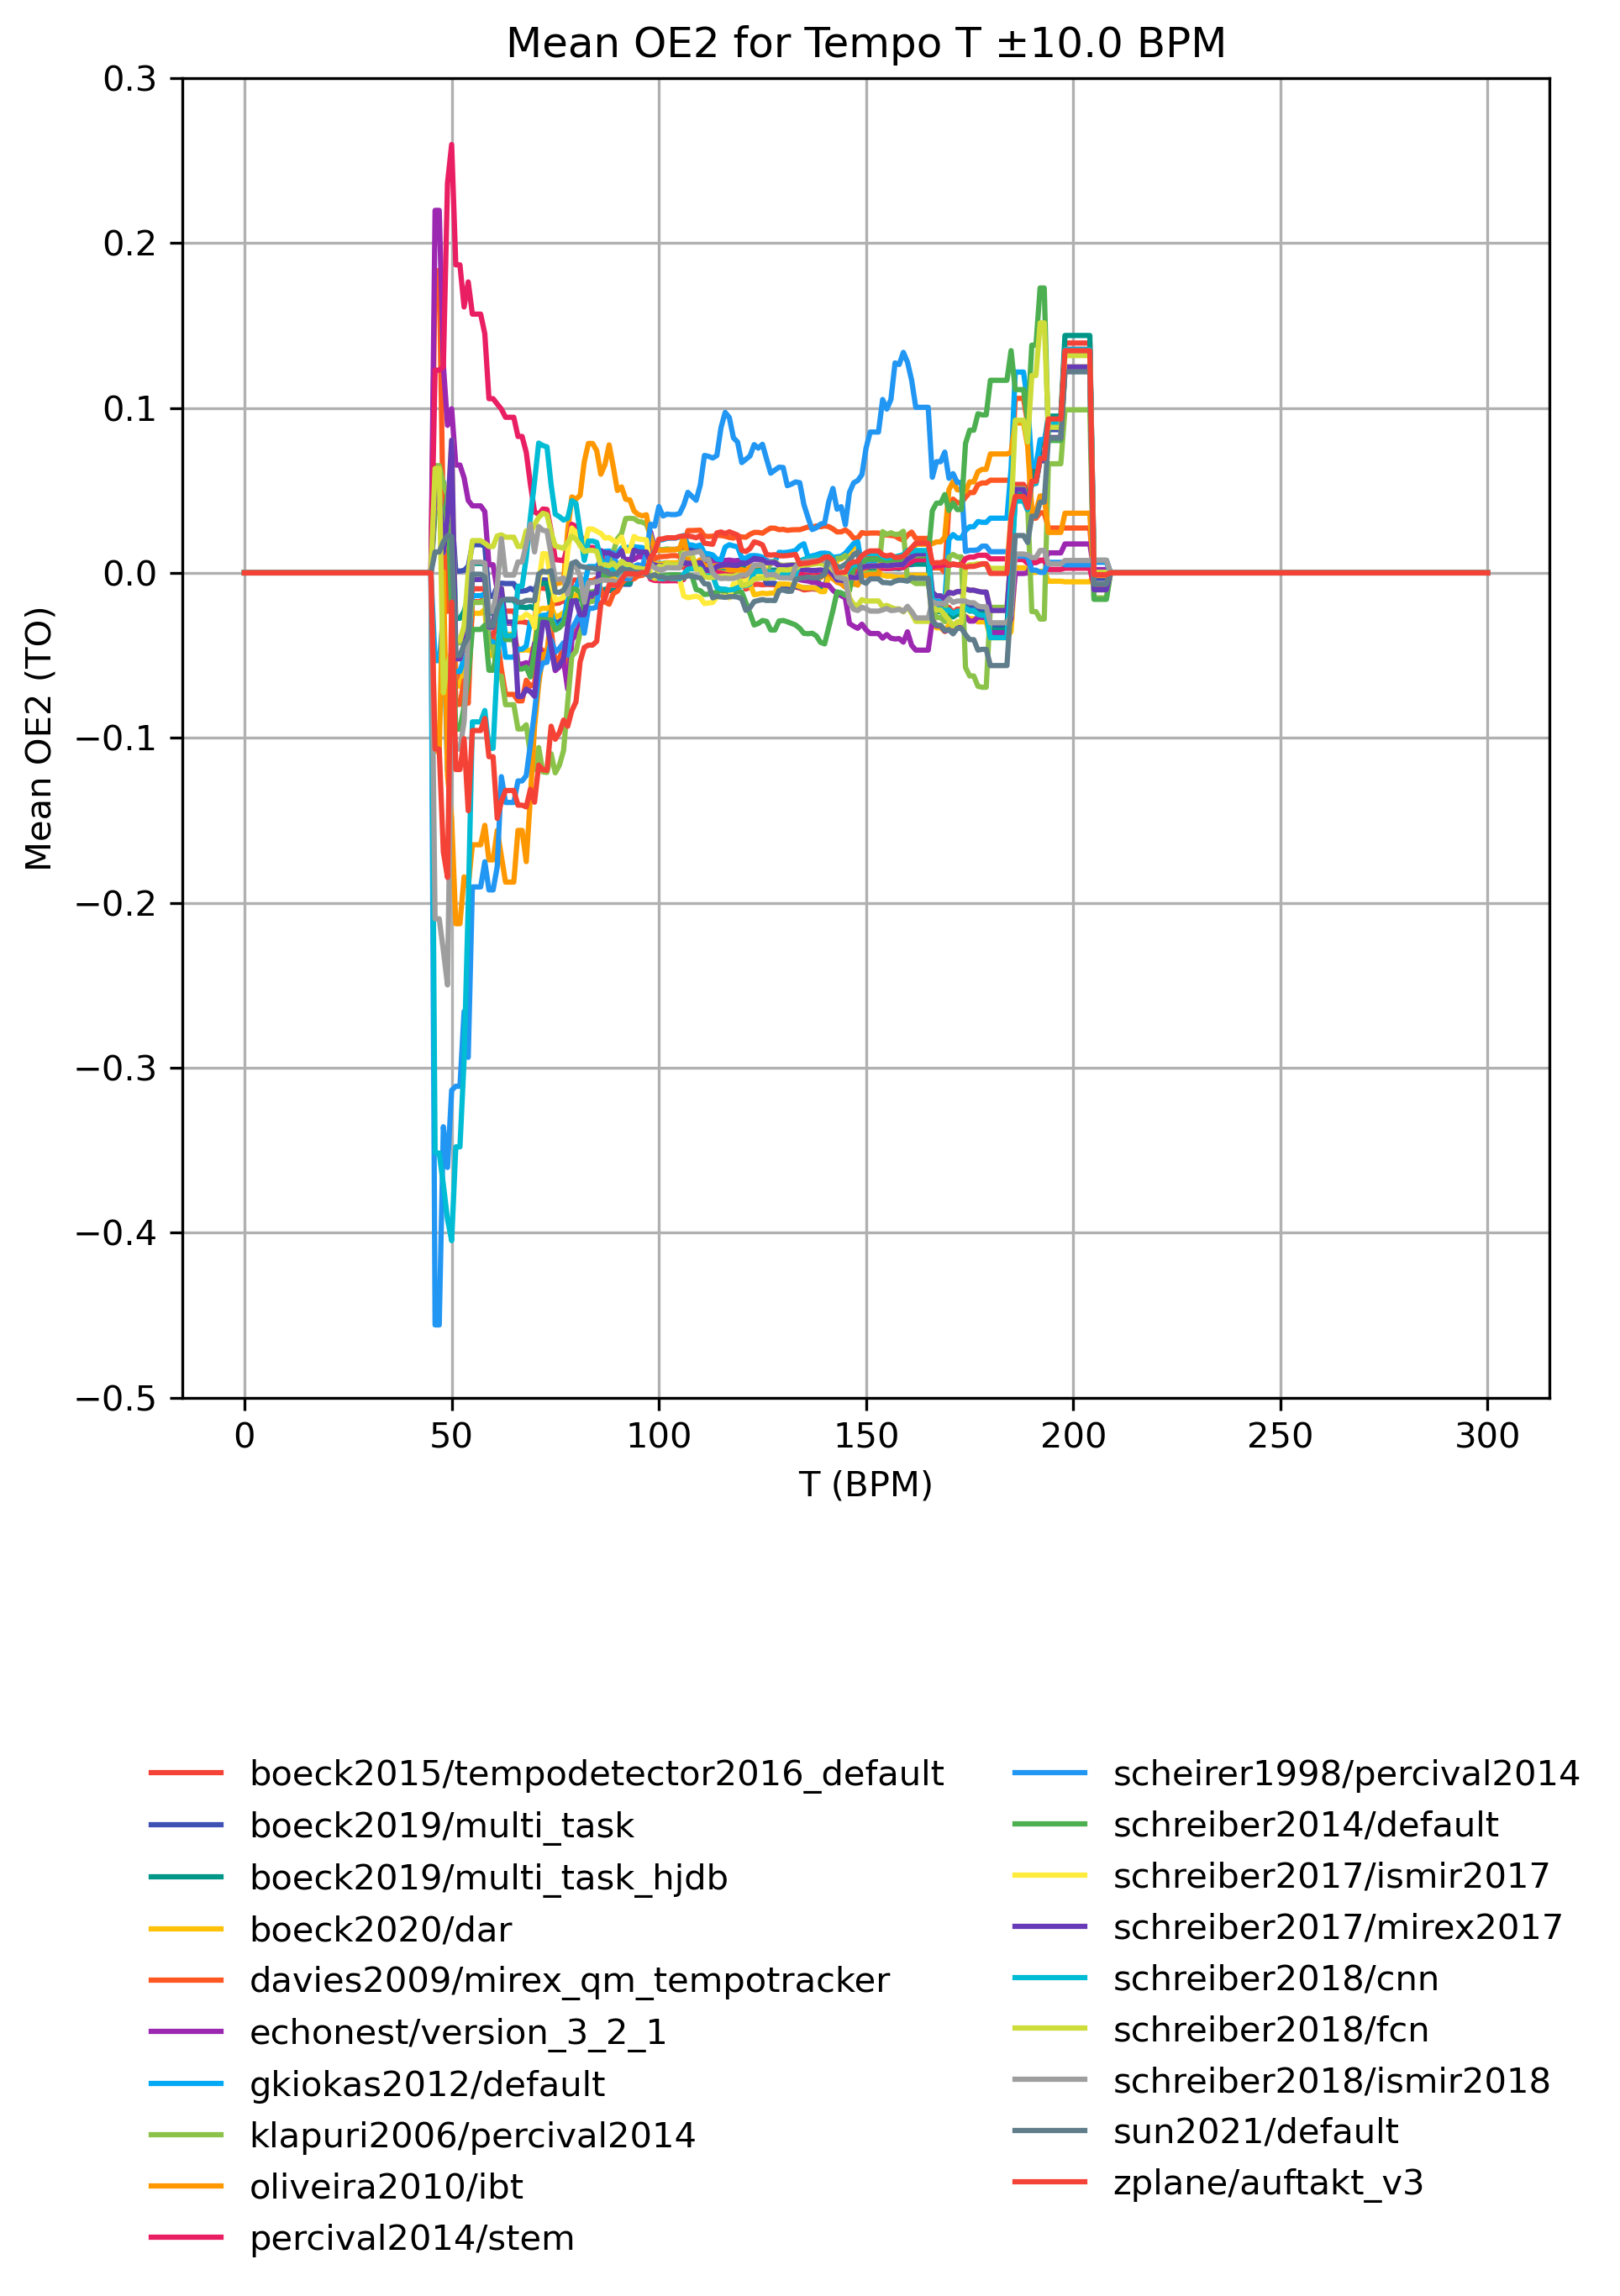 Mean OE2 for Tempo T ±10.0 BPM
0.3
0.2
0.1
0.0
−0.1
−0.2
−0.3
−0.4
−0.5
Mean OE2 (TO)
0 50 100 150 200 250 300
T (BPM)
boeck2015/tempodetector2016_default
boeck2019/multi_task
boeck2019/multi_task_hjdb
boeck2020/dar
davies2009/mirex_qm_tempotracker
echonest/version_3_2_1
gkiokas2012/default
klapuri2006/percival2014
oliveira2010/ibt
percival2014/stem
scheirer1998/percival2014
schreiber2014/default
schreiber2017/ismir2017
schreiber2017/mirex2017
schreiber2018/cnn
schreiber2018/fcn
schreiber2018/ismir2018
sun2021/default
zplane/auftakt_v3